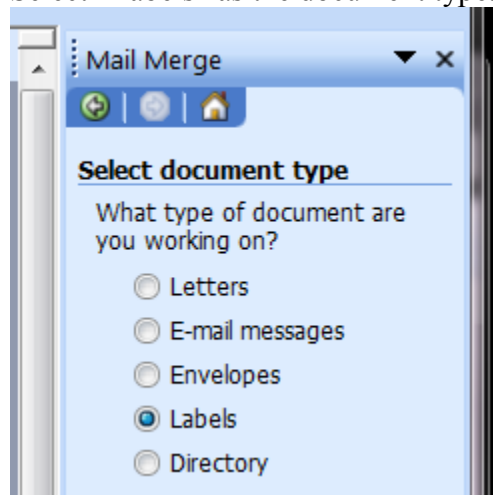 Mail Merge
Select document type
What type of document are
you working on?
Letters
E-mail messages
Envelopes
Labels
Directory